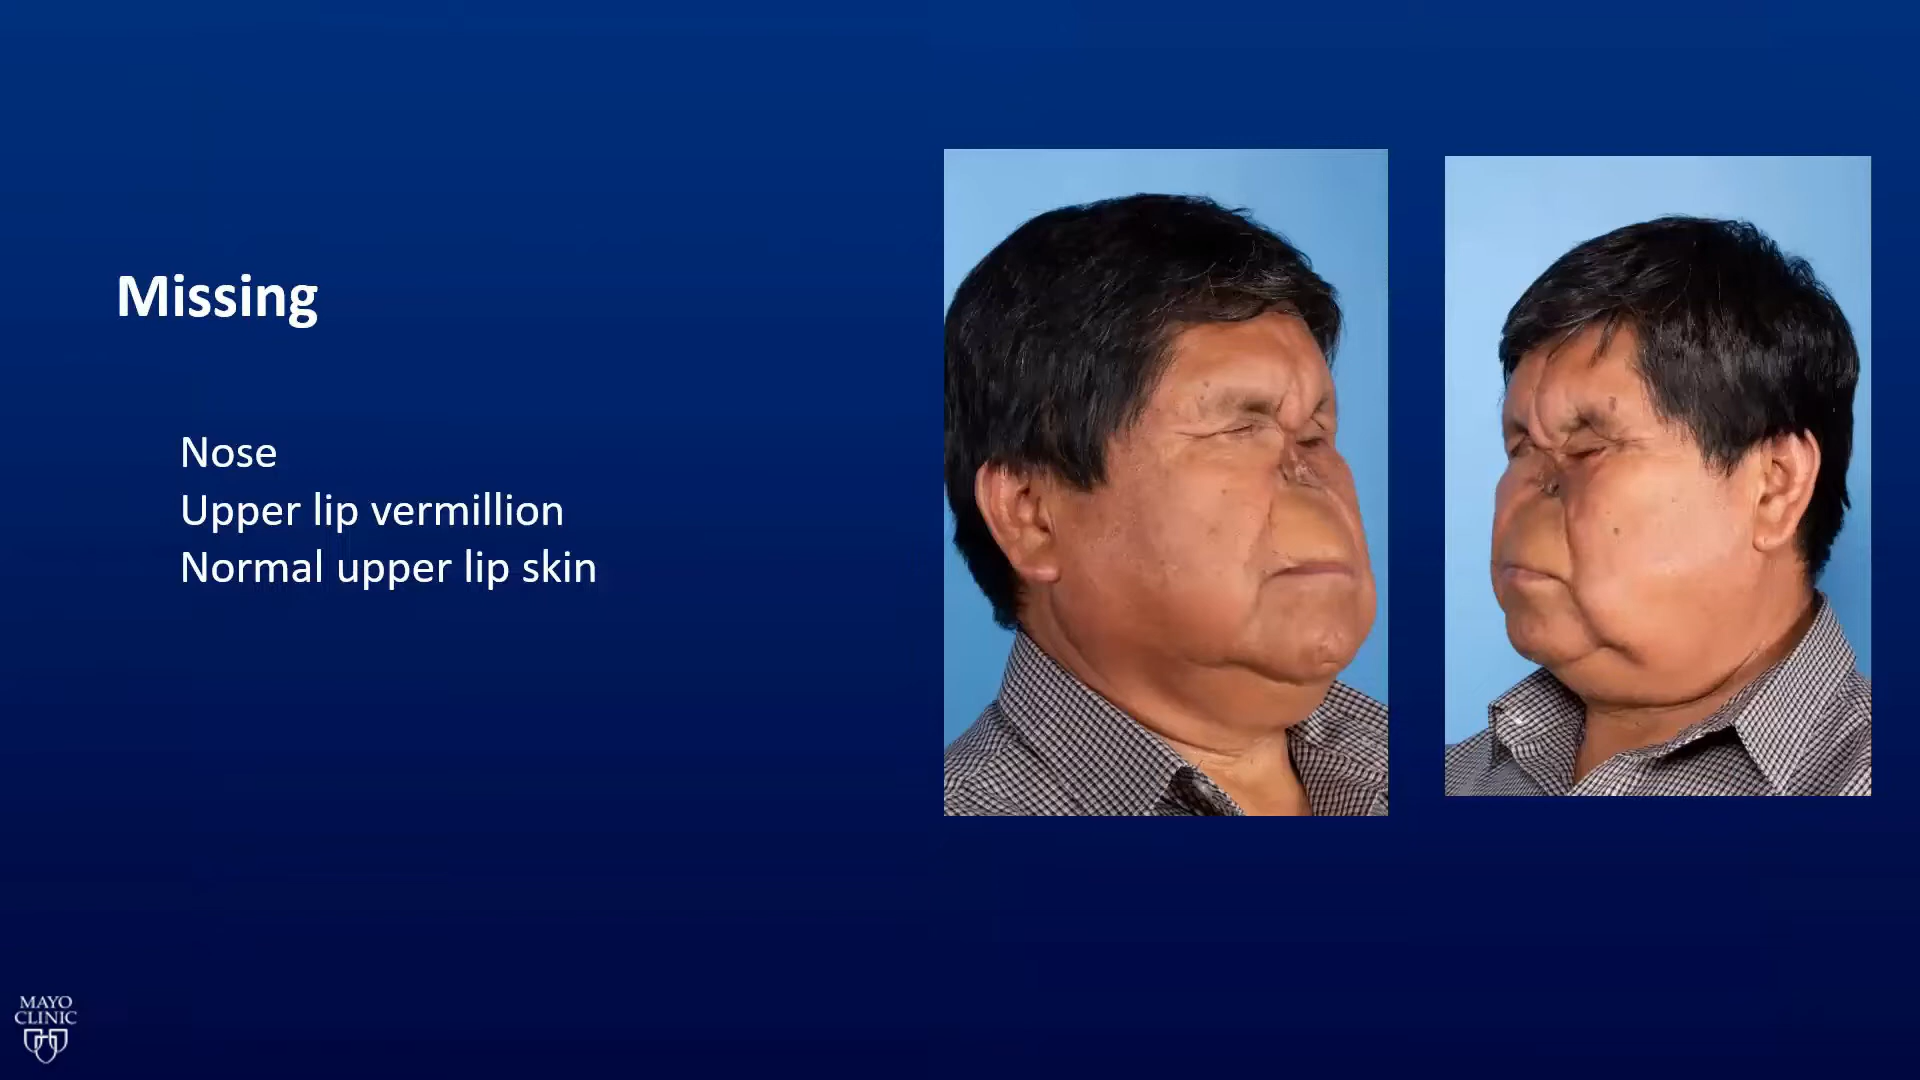 Missing
Nose
Upper lip vermillion
Normal upper lip skin
MAYO
CLINIC